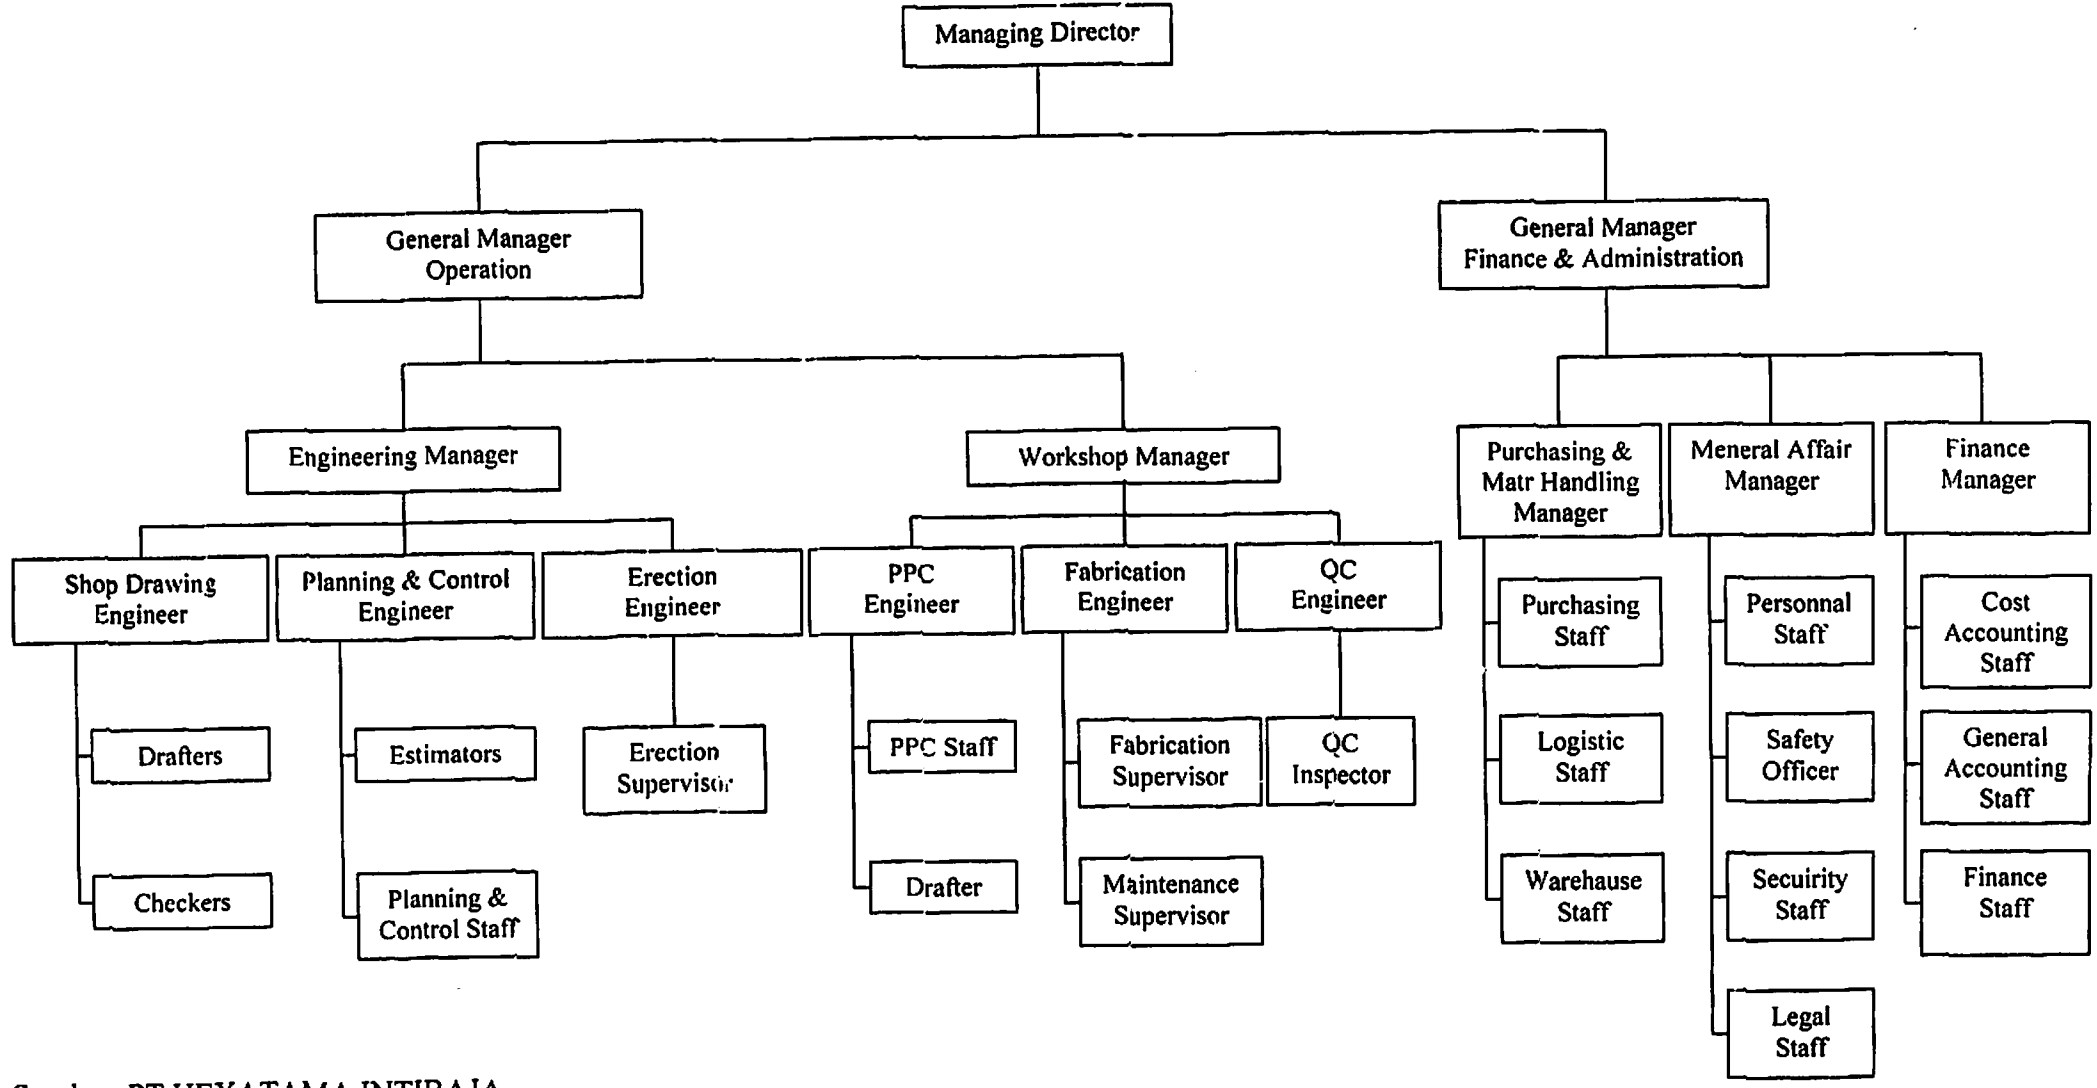 Managing Director
General Manager
Operation
General Manager
Finance & Administration
Engineering Manager
Workshop Manager
Purchasing &
Matr Handling
Manager
Meneral Affair
Manager
Finance
Manager
Shop Drawing
Engineer
Planning & Control
Engineer
Erection
Engineer
PPC
Engineer
Fabrication
Engineer
QC
Engineer
Purchasing
Staff
Personnal
Staff
Cost
Accounting
Staff
Drafters
Estimators
Erection
Supervisor
PPC Staff
Fabrication
Supervisor
QC
Inspector
Logistic
Staff
Safety
Officer
General
Accounting
Staff
Checkers
Planning &
Control Staff
Drafter
Maintenance
Supervisor
Warehause
Staff
Secuirity
Staff
Finance
Staff
Legal
Staff